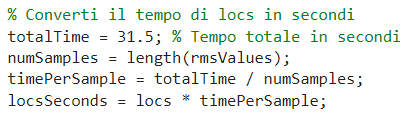 % Converti il tempo di locs in secondi
totalTime = 31.5; % Tempo totale in secondi
numSamples = length(rmsValues);
timePerSample = totalTime / numSamples;
locsSeconds = locs * timePerSample;